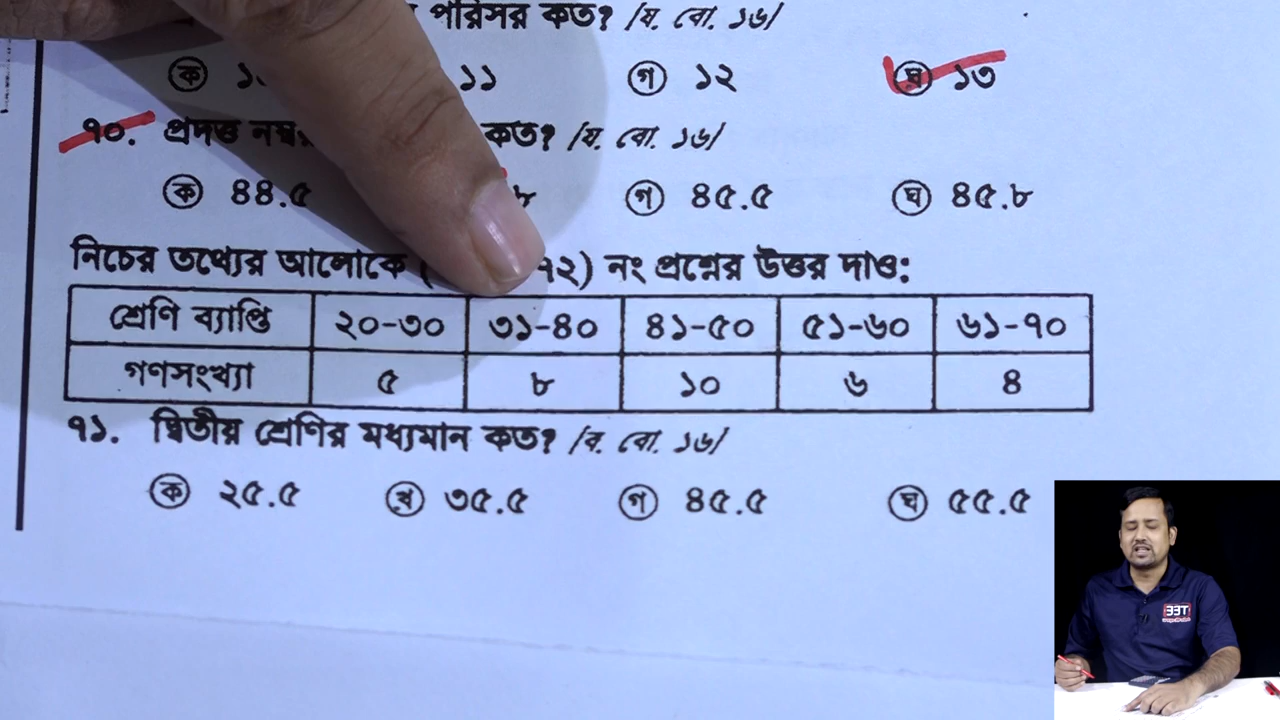 পরিসর কত? [য. বো. ১৬]
ক ১১ গ ১২ ঘ ১৩
৭০. প্রদত্ত কত? [য. বো. ১৬]
ক ৪৪.৫ গ ৪৫.৫ ঘ ৪৫.৮
নিচের তথ্যের আলোকে ( ৭২) নং প্রশ্নের উত্তর দাও:
শ্রেণি ব্যাপ্তি ২০-৩০ ৩১-৪০ ৪১-৫০ ৫১-৬০ ৬১-৭০
গণসংখ্যা ৫ ৮ ১০ ৬ ৪
৭১. দ্বিতীয় শ্রেণির মধ্যমান কত? [ব. বো. ১৬]
ক ২৫.৫ খ ৩৫.৫ গ ৪৫.৫ ঘ ৫৫.৫